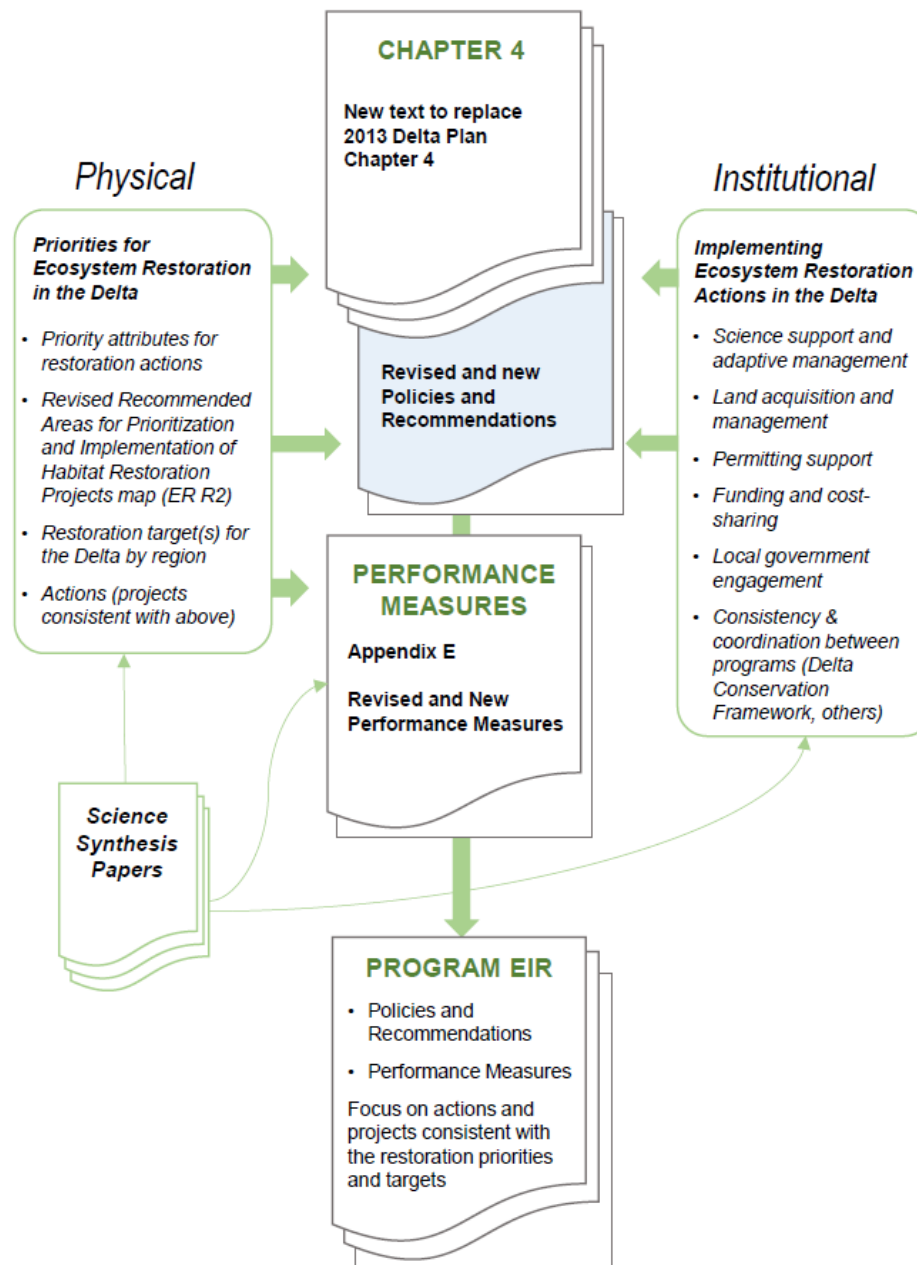 CHAPTER 4
New text to replace
2013 Delta Plan
Chapter 4
Physical
Priorities for
Ecosystem Restoration
in the Delta
• Priority attributes for
restoration actions
• Revised Recommended
Areas for Prioritization
and Implementation of
Habitat Restoration
Projects map (ER R2)
• Restoration target(s) for
the Delta by region
• Actions (projects
consistent with above)
Institutional
Implementing
Ecosystem Restoration
Actions in the Delta
• Science support and
adaptive management
• Land acquisition and
management
• Permitting support
• Funding and cost-
sharing
• Local government
engagement
• Consistency &
coordination between
programs (Delta
Conservation
Framework, others)
Revised and new
Policies and
Recommendations
PERFORMANCE
MEASURES
Appendix E
Revised and New
Performance Measures
Science
Synthesis
Papers
PROGRAM EIR
• Policies and
Recommendations
• Performance Measures
Focus on actions and
projects consistent with
the restoration priorities
and targets